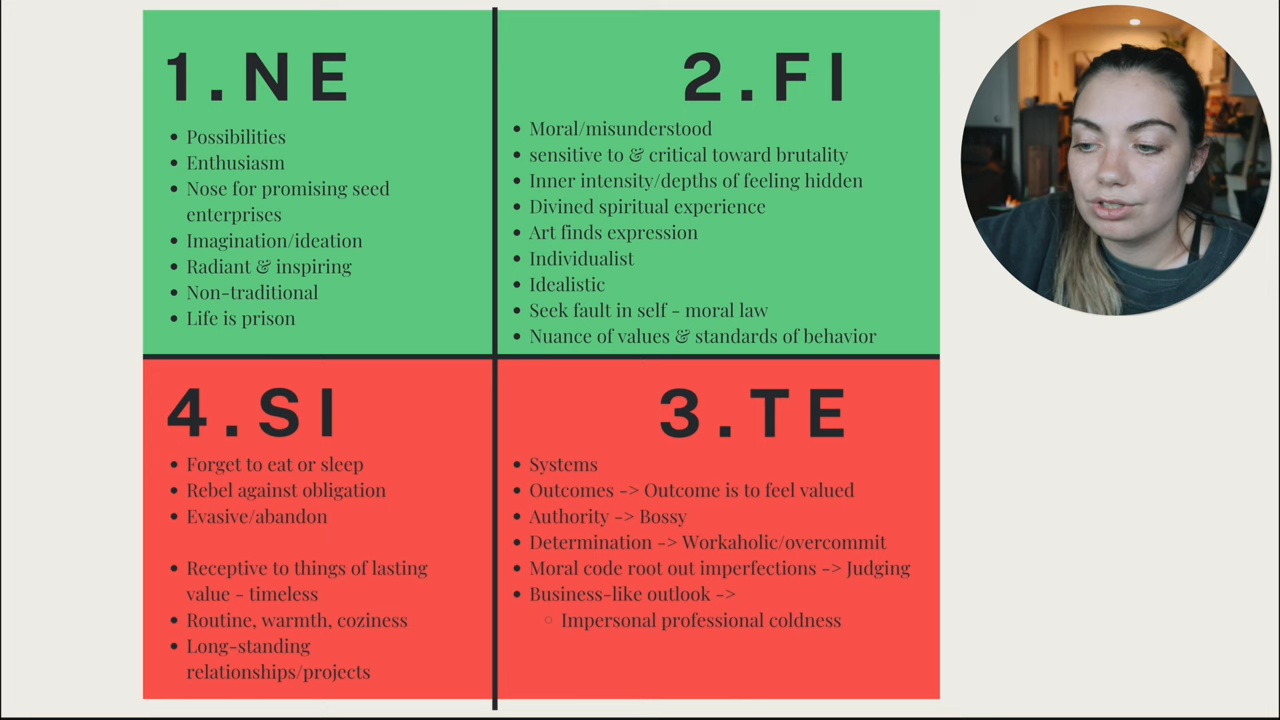 1.NE
• Possibilities
• Enthusiasm
• Nose for promising seed
enterprises
• Imagination/ideation
• Radiant & inspiring
• Non-traditional
• Life is prison
2.FI
• Moral/misunderstood
• sensitive to & critical toward brutality
• Inner intensity/depths of feeling hidden
• Divined spiritual experience
• Art finds expression
• Individualist
• Idealistic
• Seek fault in self - moral law
• Nuance of values & standards of behavior
4.SI
• Forget to eat or sleep
• Rebel against obligation
• Evasive/abandon
• Receptive to things of lasting
value - timeless
• Routine, warmth, coziness
• Long-standing
relationships/projects
3.TE
• Systems
• Outcomes -> Outcome is to feel valued
• Authority -> Bossy
• Determination -> Workaholic/overcommit
• Moral code root out imperfections -> Judging
• Business-like outlook ->
◦ Impersonal professional coldness